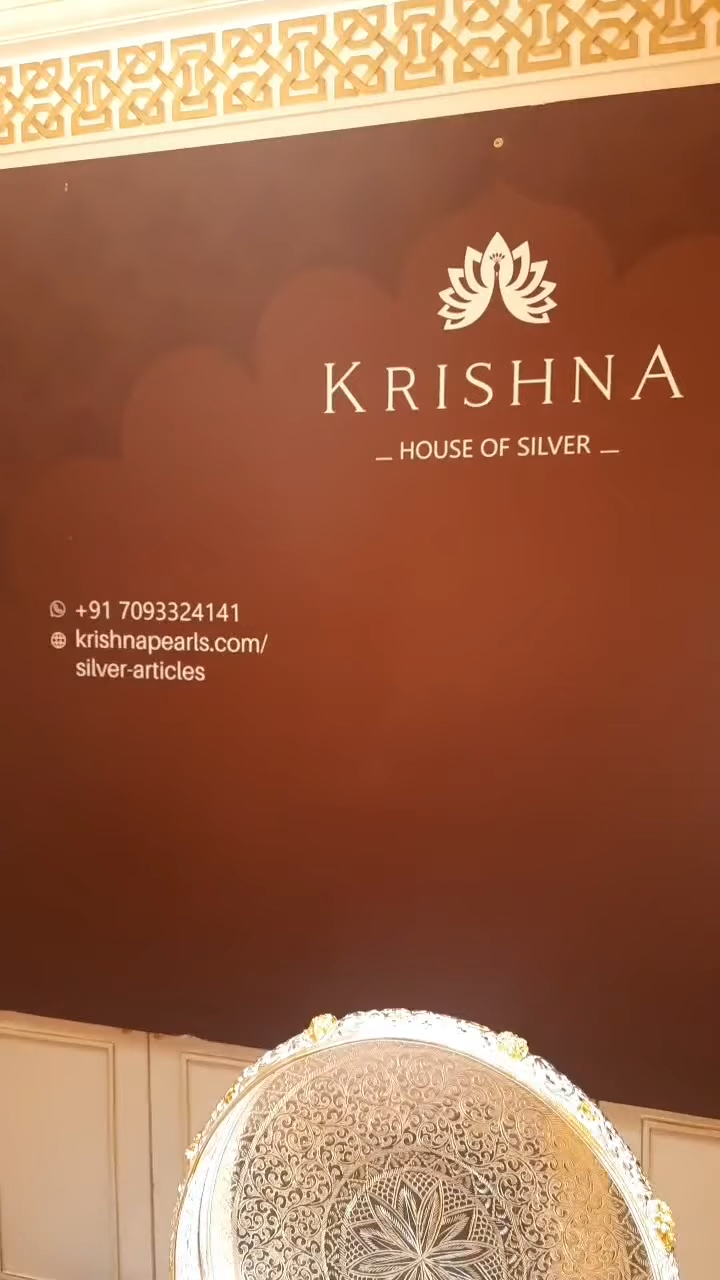 KRISHNA
— HOUSE OF SILVER —
+91 7093324141
krishnapearls.com/
silver-articles